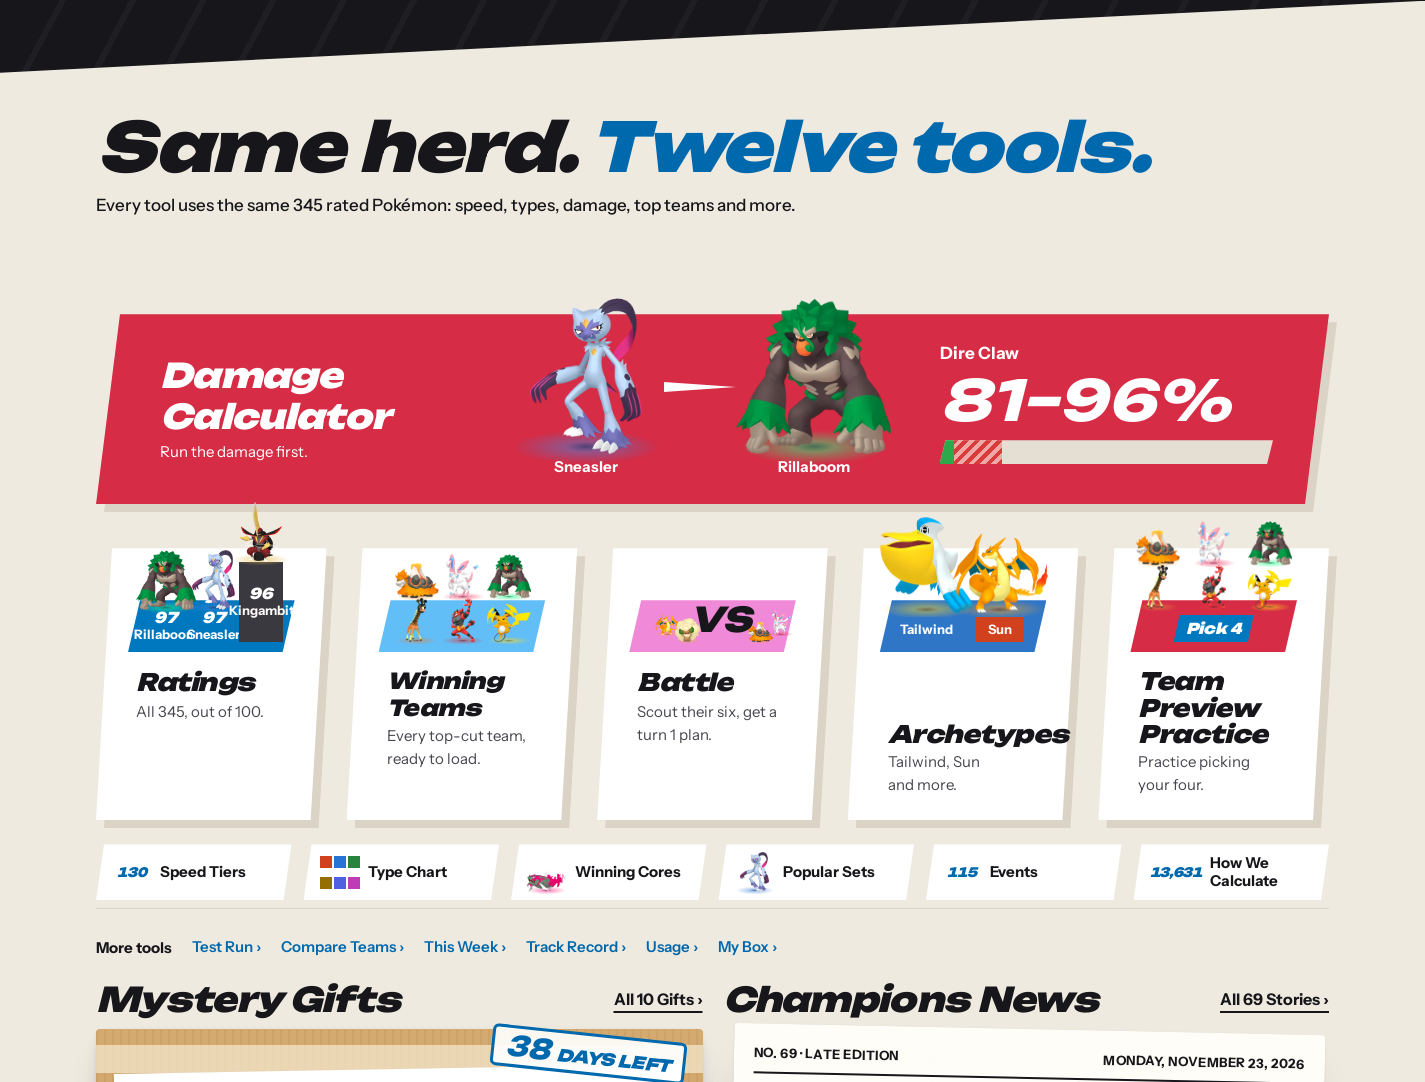 Same herd. Twelve tools.
Every tool uses the same 345 rated Pokémon: speed, types, damage, top teams and more.
Damage
Calculator
Run the damage first.
Sneasler
Rillaboom
Dire Claw
81–96%
97
Rillaboom
97
Sneasler
96
Kingambit
Ratings
All 345, out of 100.
Winning
Teams
Every top-cut team,
ready to load.
VS
Battle
Scout their six, get a
turn 1 plan.
Tailwind
Sun
Archetypes
Tailwind, Sun
and more.
Pick 4
Team
Preview
Practice
Practice picking
your four.
130 Speed Tiers
Type Chart
Winning Cores
Popular Sets
115 Events
13,631 How We
Calculate
More tools Test Run › Compare Teams › This Week › Track Record › Usage › My Box ›
Mystery Gifts
All 10 Gifts ›
38 DAYS LEFT
Champions News
All 69 Stories ›
NO. 69 · LATE EDITION
MONDAY, NOVEMBER 23, 2026